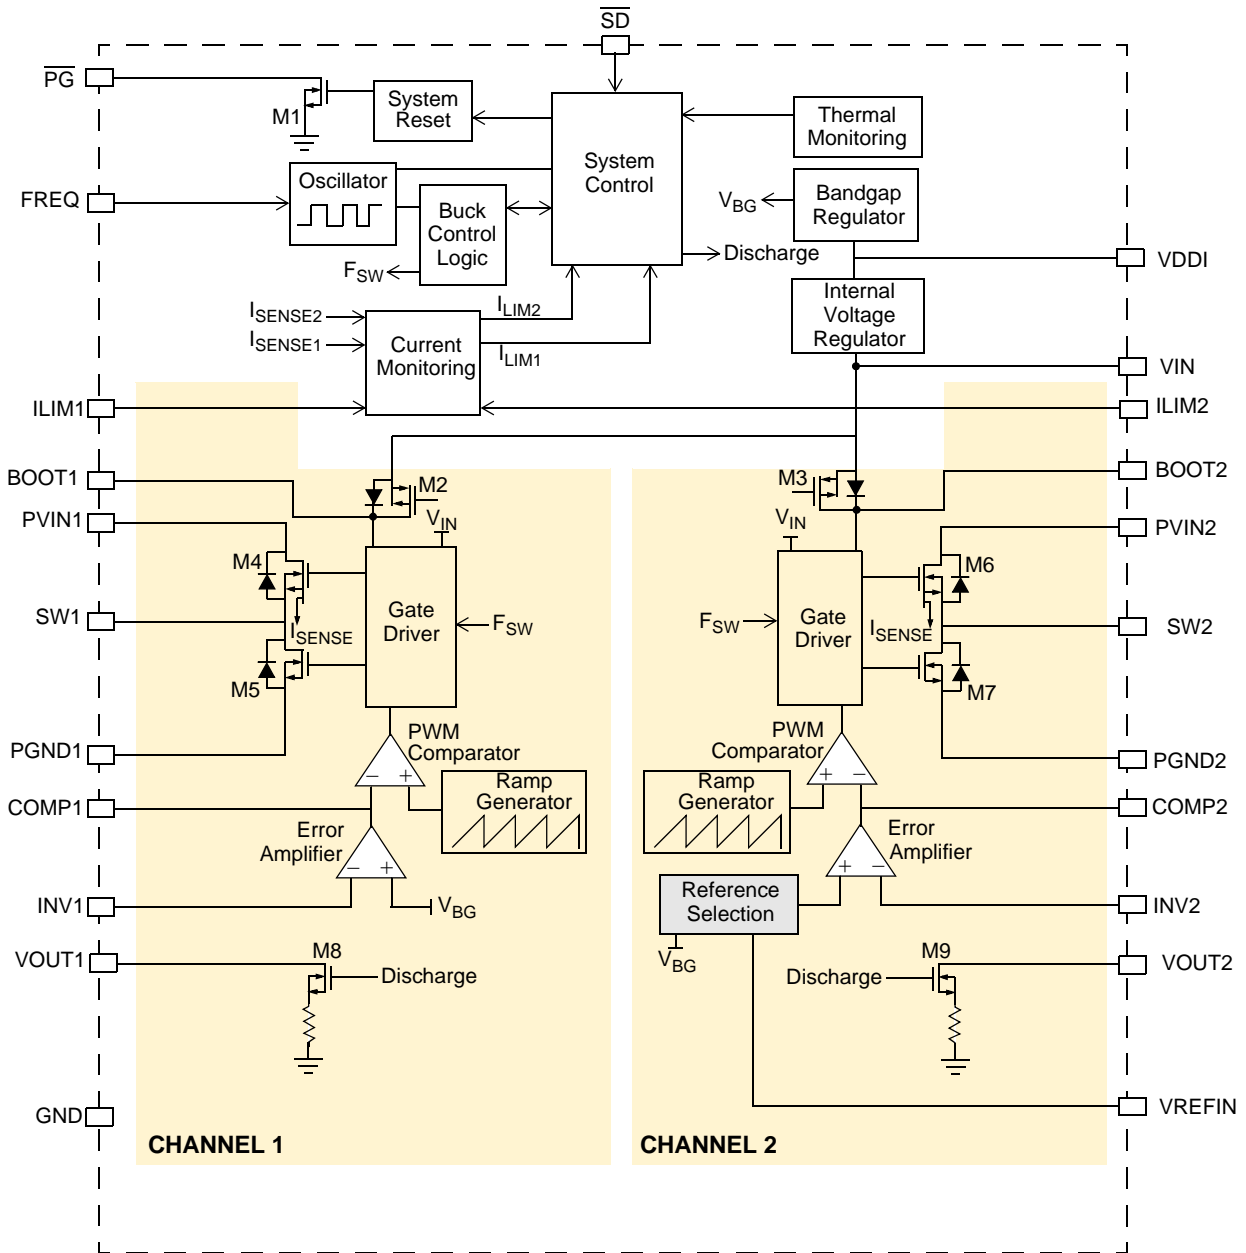 SD
PG
M1
System
Reset
System
Control
Thermal
Monitoring
FREQ
Oscillator
Buck
Control
Logic
FSW
VBG
Bandgap
Regulator
Discharge
VDDI
Internal
Voltage
Regulator
ISENSE2
ISENSE1
Current
Monitoring
ILIM2
ILIM1
VIN
ILIM1
ILIM2
BOOT1
M2
VIN
PVIN1
M4
SW1
ISENSE
M5
Gate
Driver
FSW
PGND1
PWM
Comparator
− +
Ramp
Generator
COMP1
Error
Amplifier
− +
INV1
VBG
VOUT1
M8
Discharge
GND
CHANNEL 1
M3
BOOT2
VIN
PVIN2
M6
FSW
Gate
Driver
ISENSE
SW2
M7
PWM
Comparator
+ −
PGND2
Ramp
Generator
COMP2
Error
Amplifier
+ −
Reference
Selection
INV2
VBG
M9
VOUT2
Discharge
VREFIN
CHANNEL 2